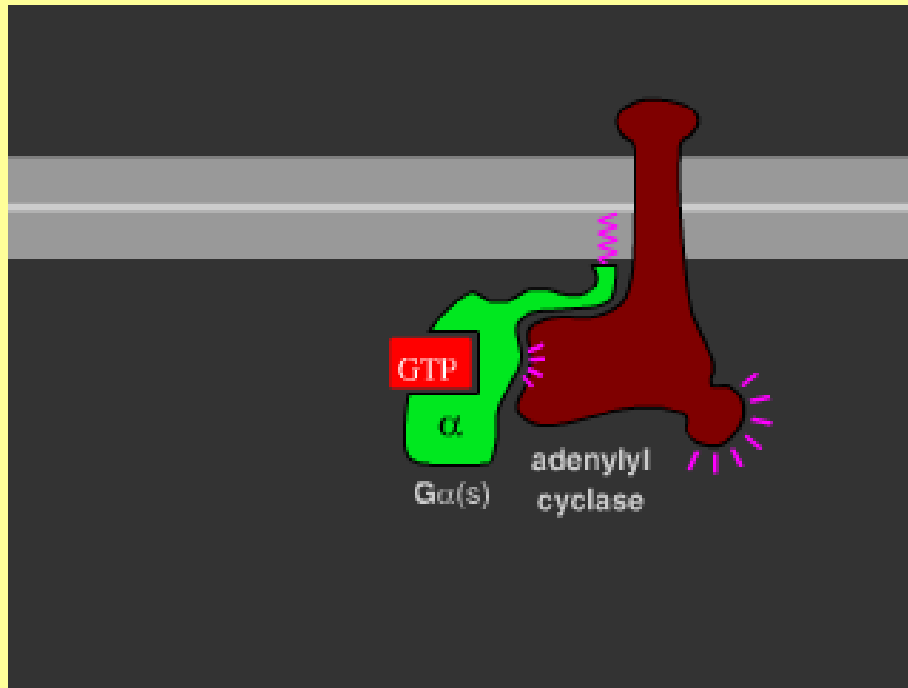 GTP
α
Gα(s)
adenylyl
cyclase